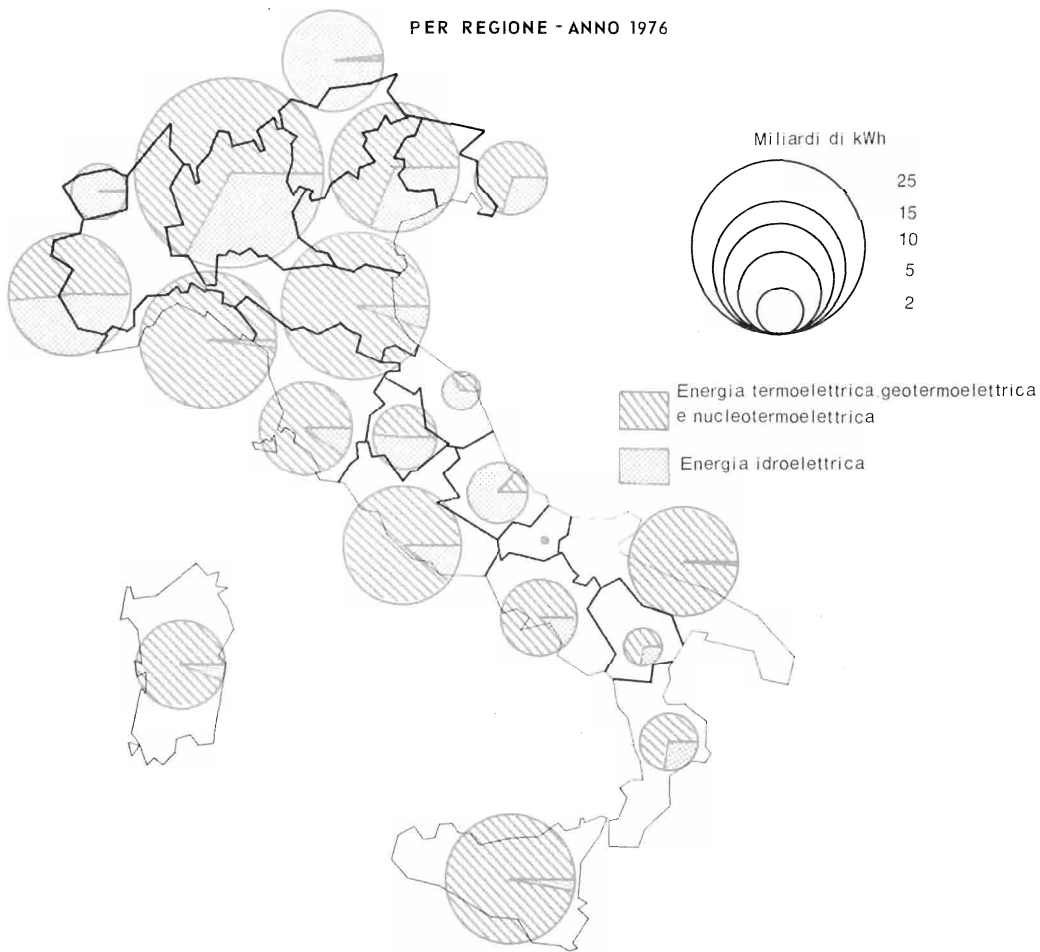 PER REGIONE - ANNO 1976
Miliardi di kWh
25
15
10
5
2
Energia termoelettrica.geotermoelettrica
e nucleotermoelettrica
Energia idroelettrica